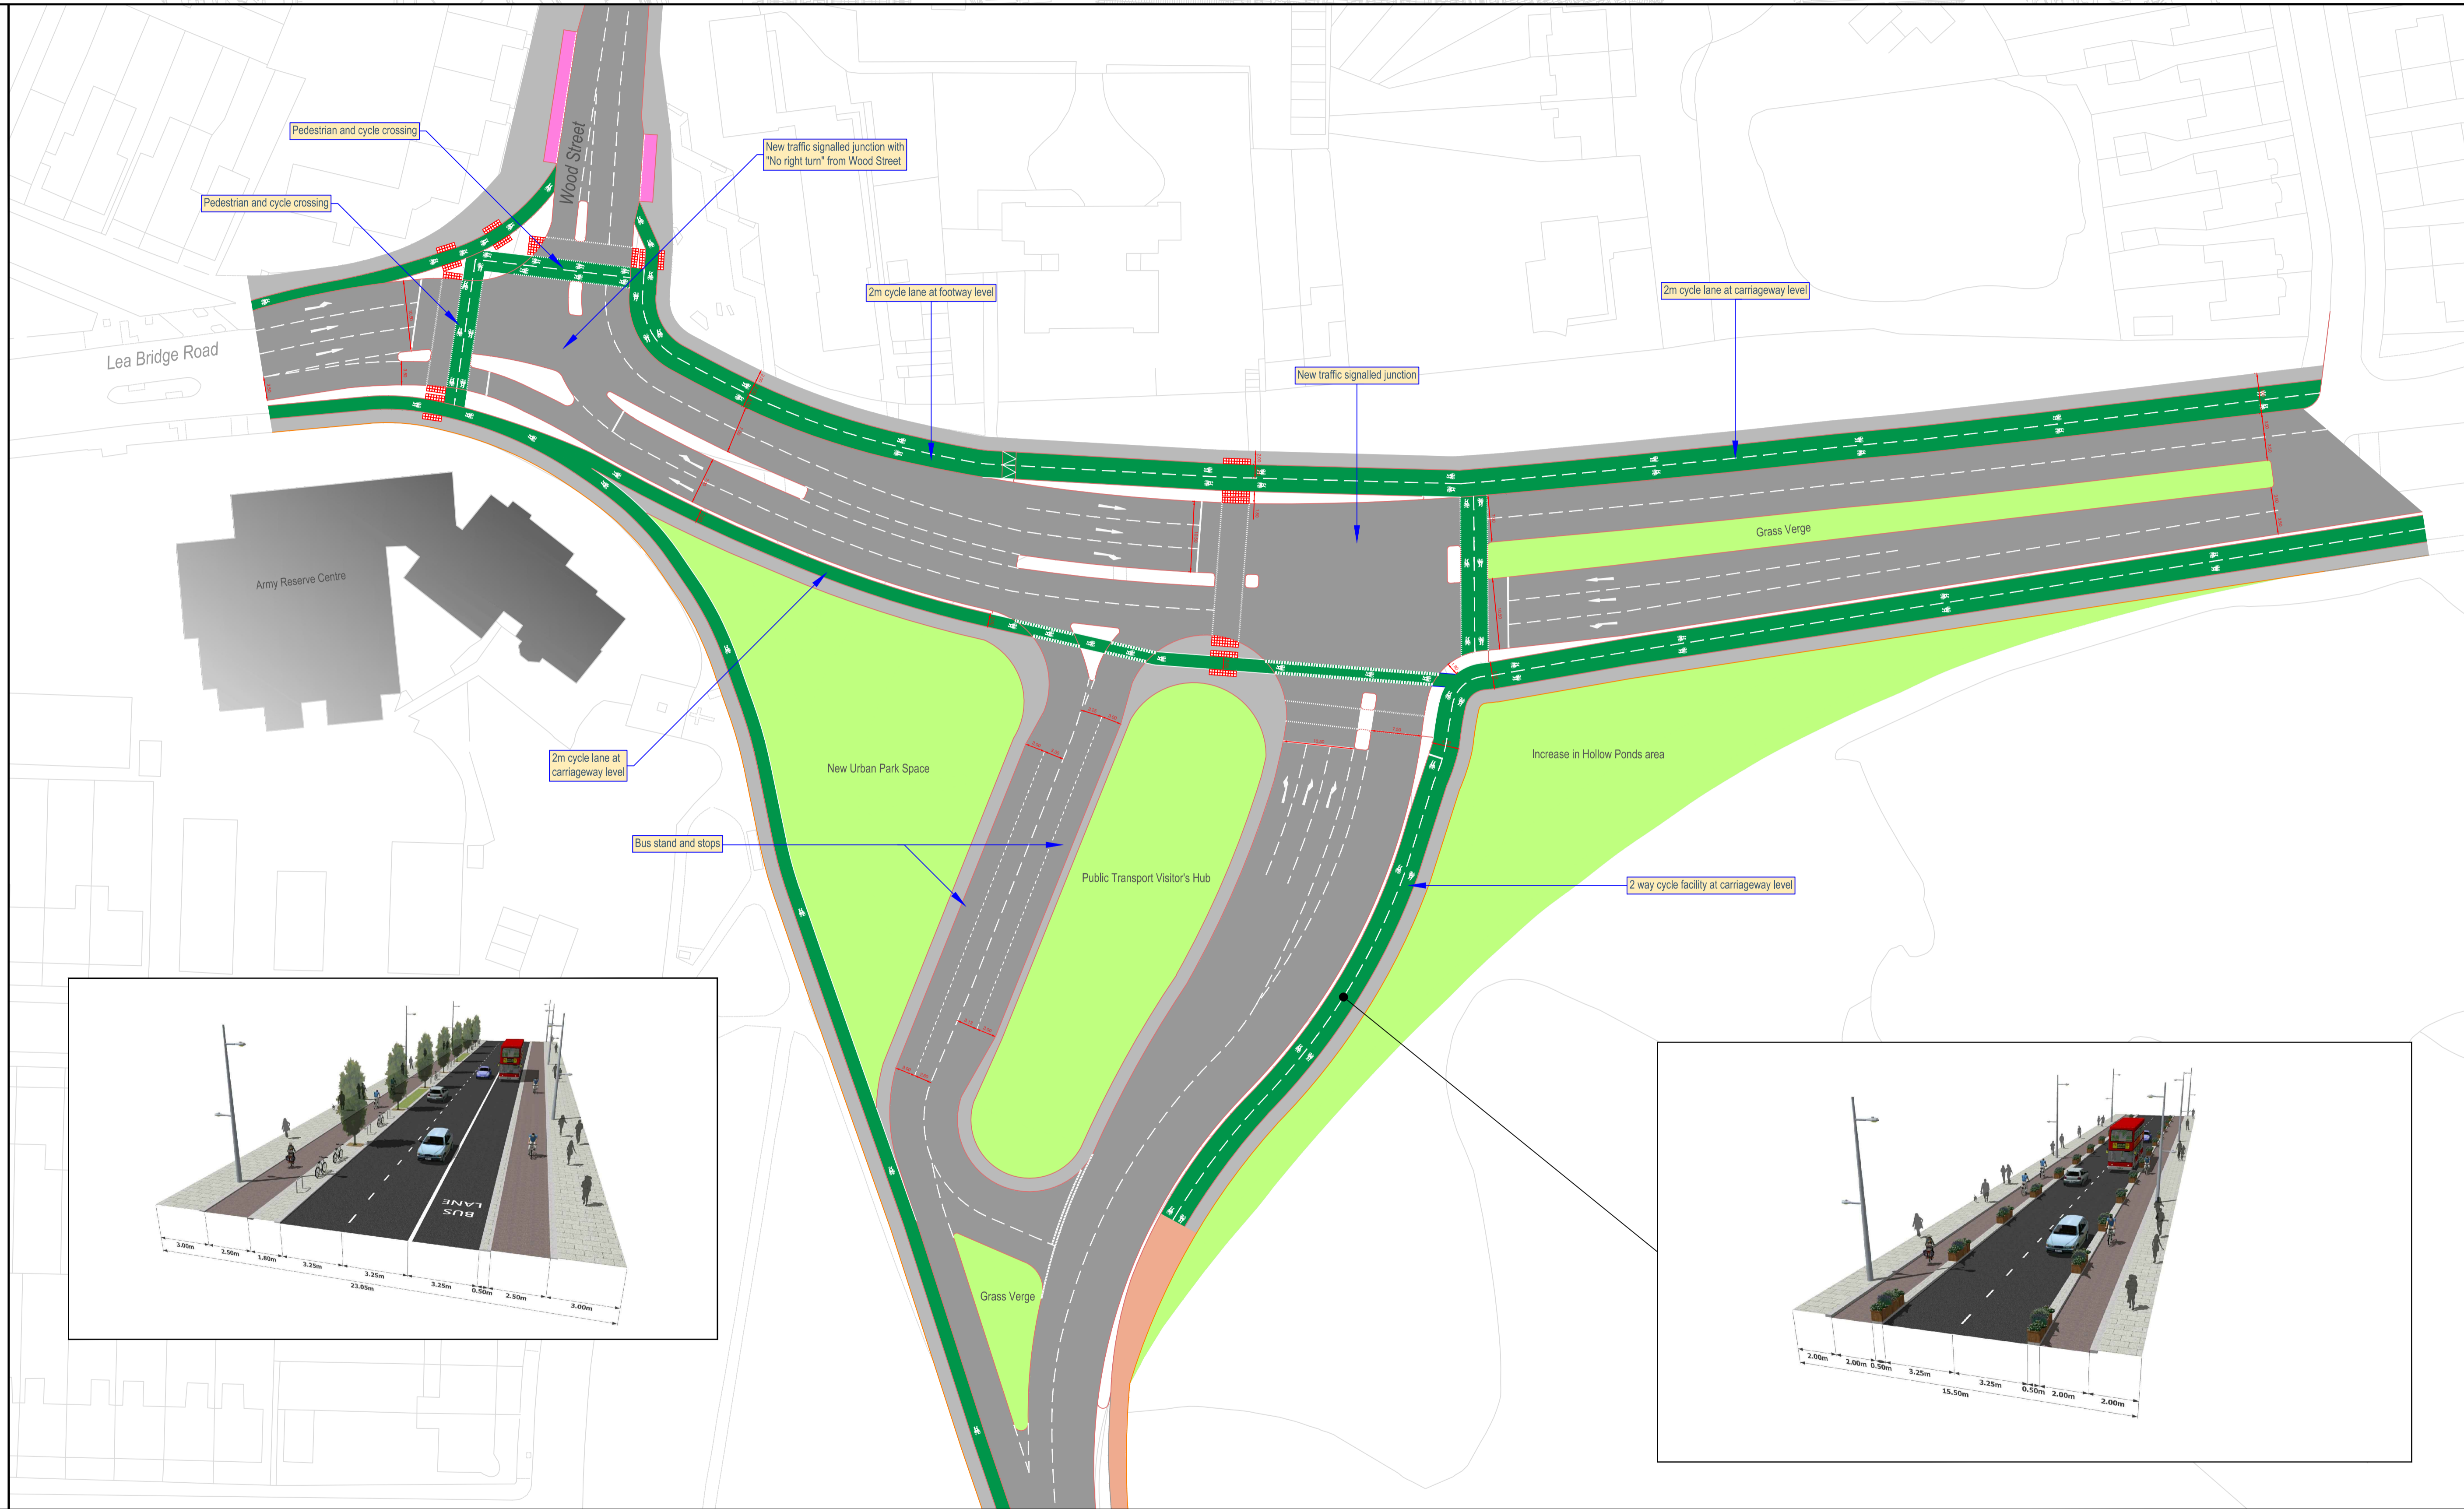 Wood Street
Pedestrian and cycle crossing
New traffic signalled junction with
"No right turn" from Wood Street
Pedestrian and cycle crossing
2m cycle lane at footway level
2m cycle lane at carriageway level
Lea Bridge Road
New traffic signalled junction
Grass Verge
Army Reserve Centre
2m cycle lane at
carriageway level
New Urban Park Space
Increase in Hollow Ponds area
Bus stand and stops
Public Transport Visitor's Hub
2 way cycle facility at carriageway level
Grass Verge
BUS
LANE
3.00m
2.50m
1.80m
3.25m
3.25m
3.25m
0.50m
2.50m
3.00m
23.05m
2.00m
2.00m
0.50m
3.25m
3.25m
0.50m
2.00m
2.00m
15.50m